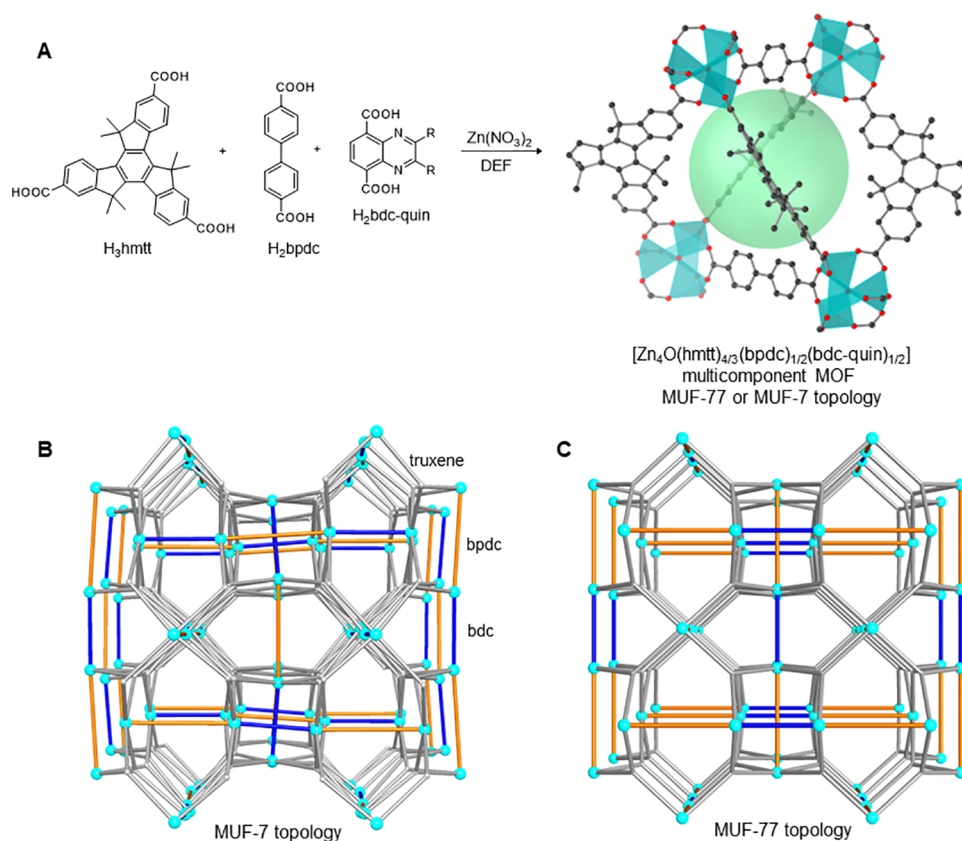 A
COOH
HOOC
COOH
H₃hmtt
+
COOH
COOH
H₂bpdc
+
COOH
N
R
N
R
COOH
H₂bdc-quin
Zn(NO₃)₂
DEF
[Zn₄O(hmtt)₄/₃(bpdc)₁/₂(bdc-quin)₁/₂]
multicomponent MOF
MUF-77 or MUF-7 topology
B
truxene
bpdc
bdc
MUF-7 topology
C
MUF-77 topology